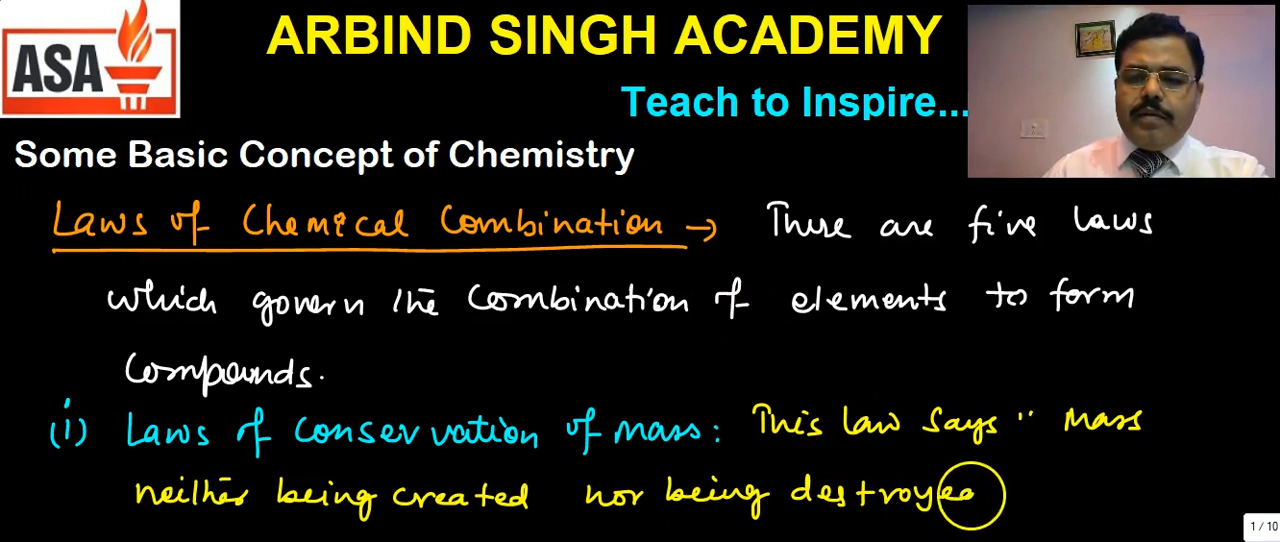 ASA
ARBIND SINGH ACADEMY
Teach to Inspire...
Some Basic Concept of Chemistry
Laws of Chemical Combination → There are five laws
which govern the combination of elements to form
compounds.
(i) Laws of conservation of mass: This law says " Mass
neither being created nor being destroyed
1 / 10